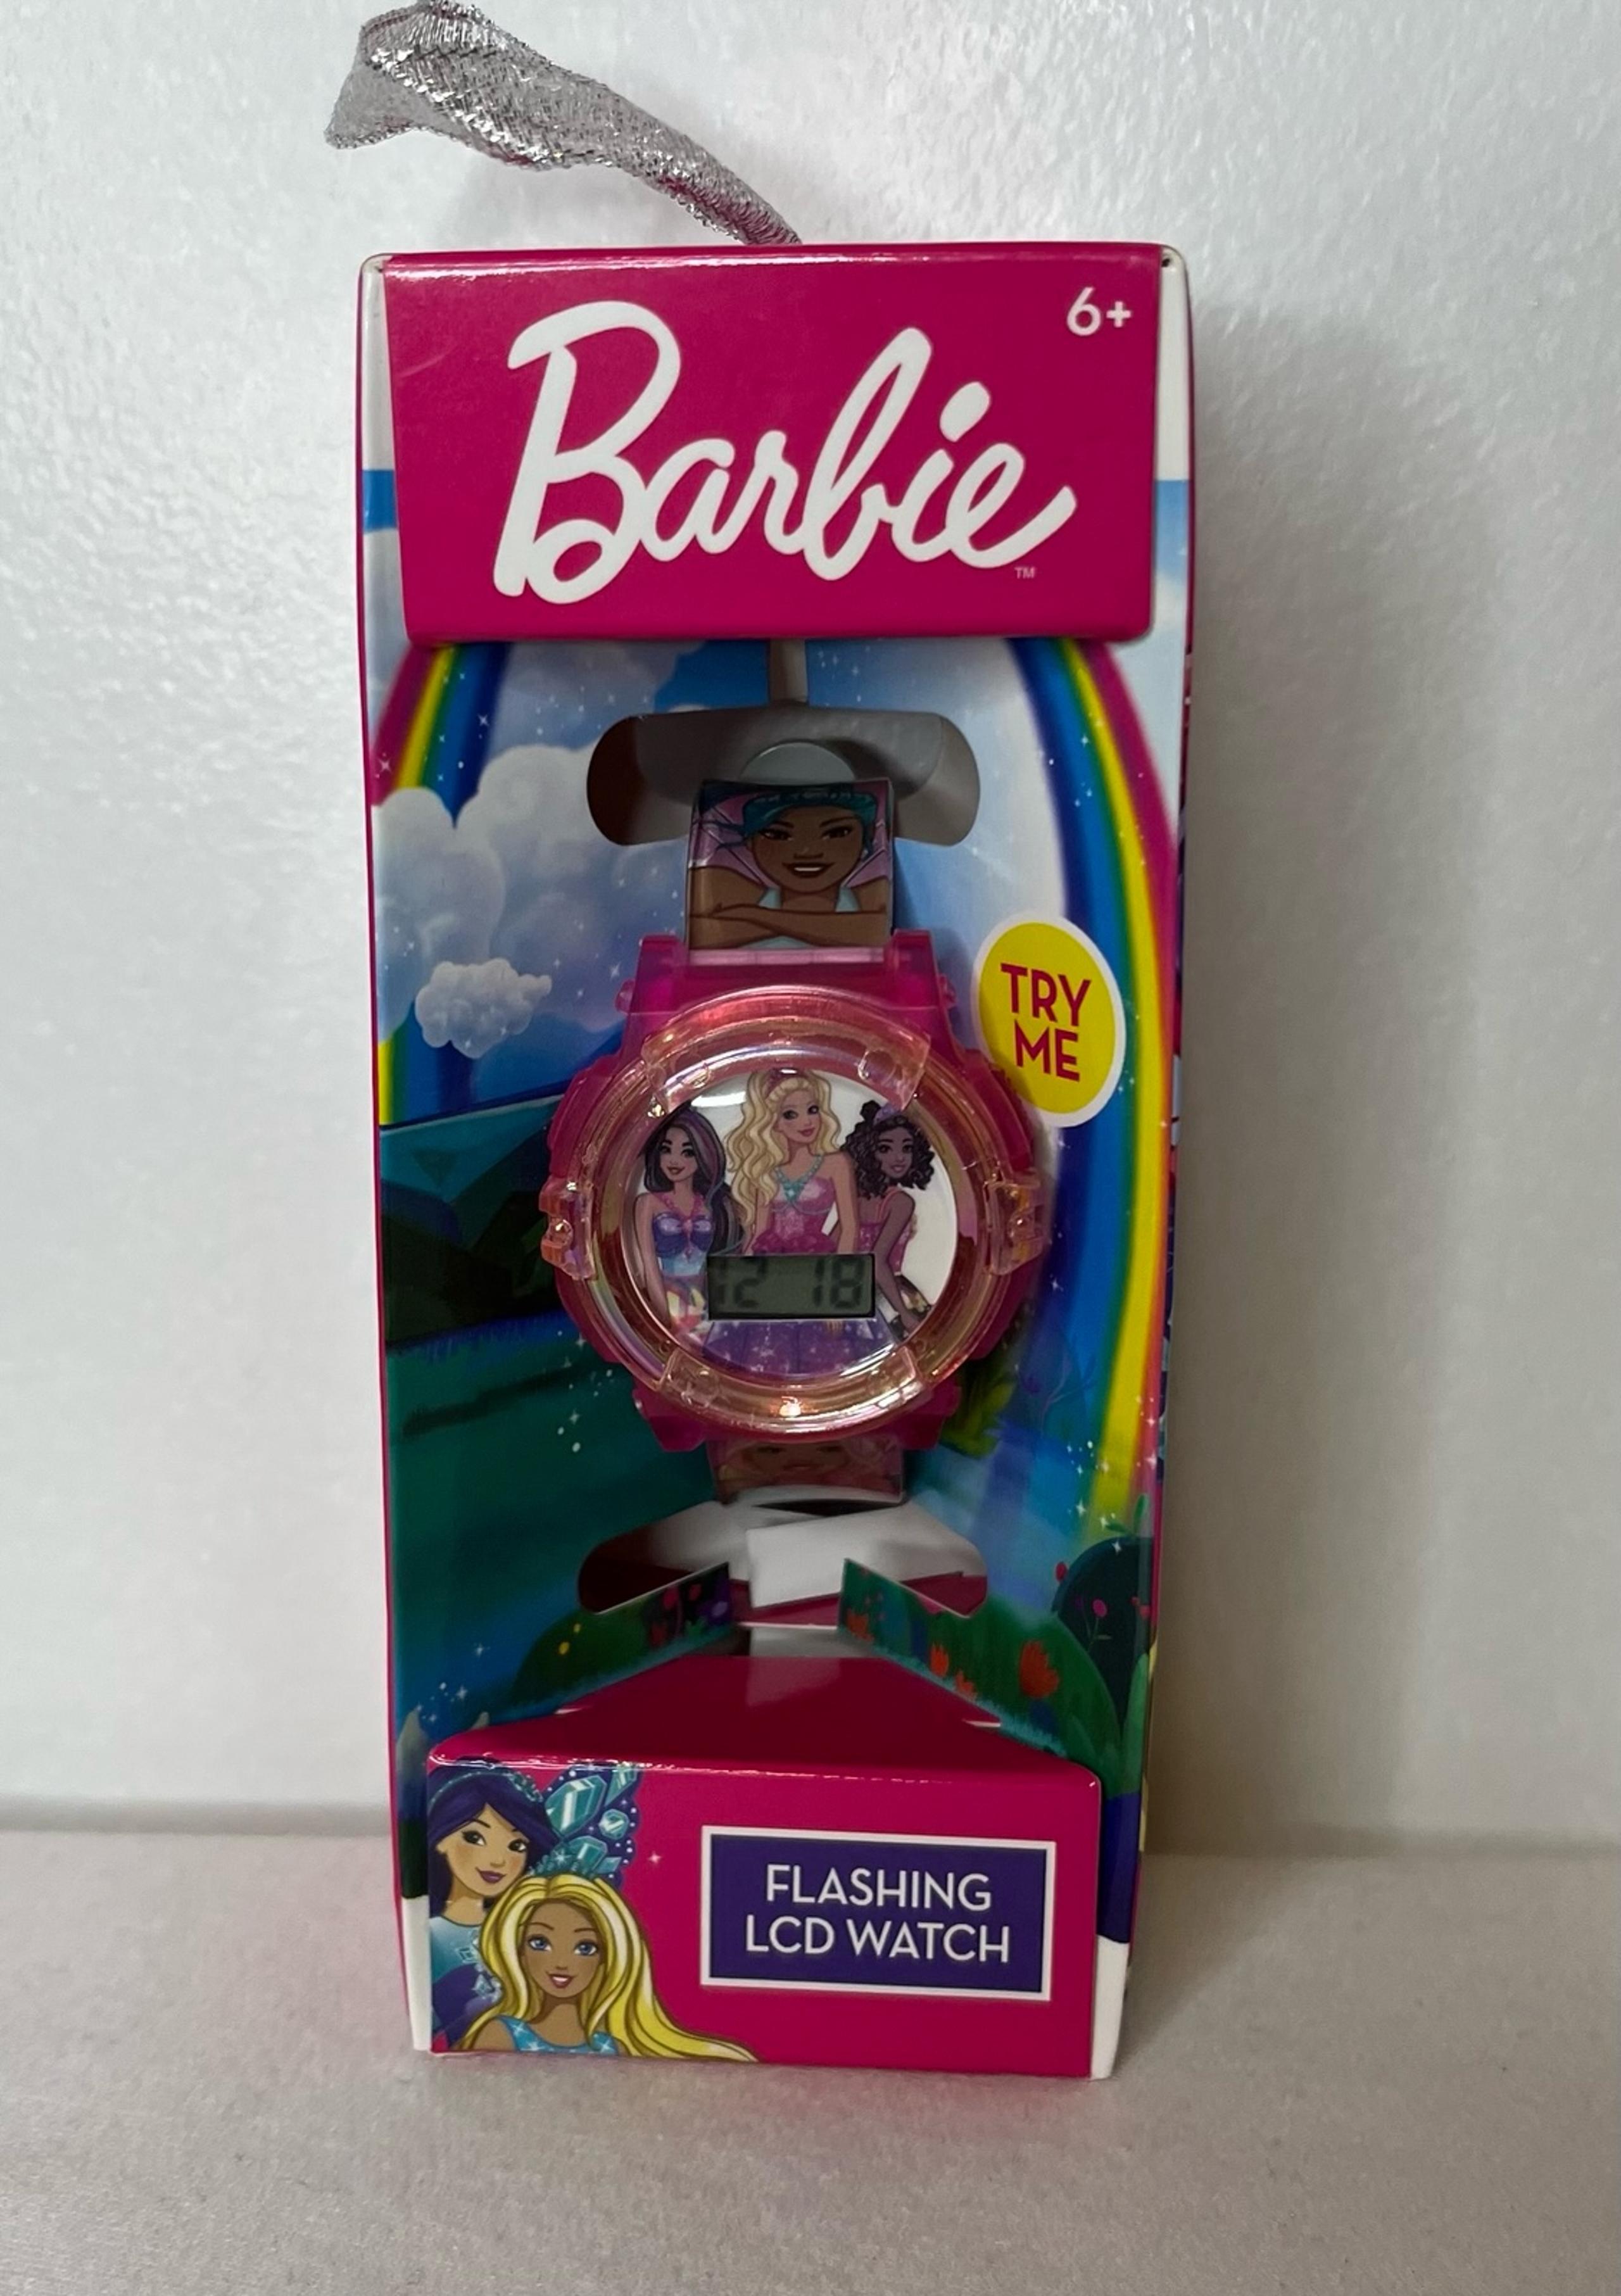 6+
Barbie
TM
TRY
ME
12 18
FLASHING
LCD WATCH